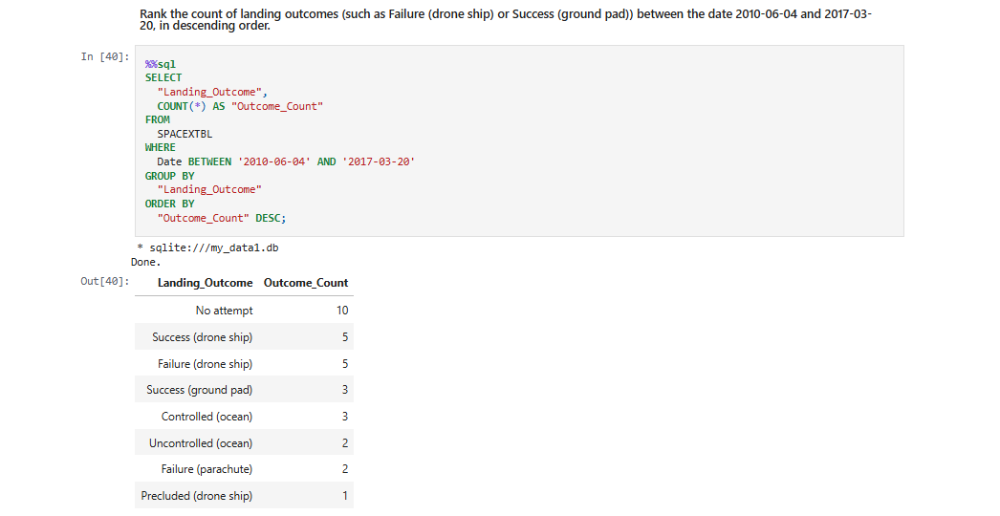 Rank the count of landing outcomes (such as Failure (drone ship) or Success (ground pad)) between the date 2010-06-04 and 2017-03-
20, in descending order.
In [40]:
%%sql
SELECT
"Landing_Outcome",
COUNT(*) AS "Outcome_Count"
FROM
SPACEXTBL
WHERE
Date BETWEEN '2010-06-04' AND '2017-03-20'
GROUP BY
"Landing_Outcome"
ORDER BY
"Outcome_Count" DESC;
* sqlite:///my_data1.db
Done.
Out[40]:
Landing_Outcome Outcome_Count
No attempt 10
Success (drone ship) 5
Failure (drone ship) 5
Success (ground pad) 3
Controlled (ocean) 3
Uncontrolled (ocean) 2
Failure (parachute) 2
Precluded (drone ship) 1